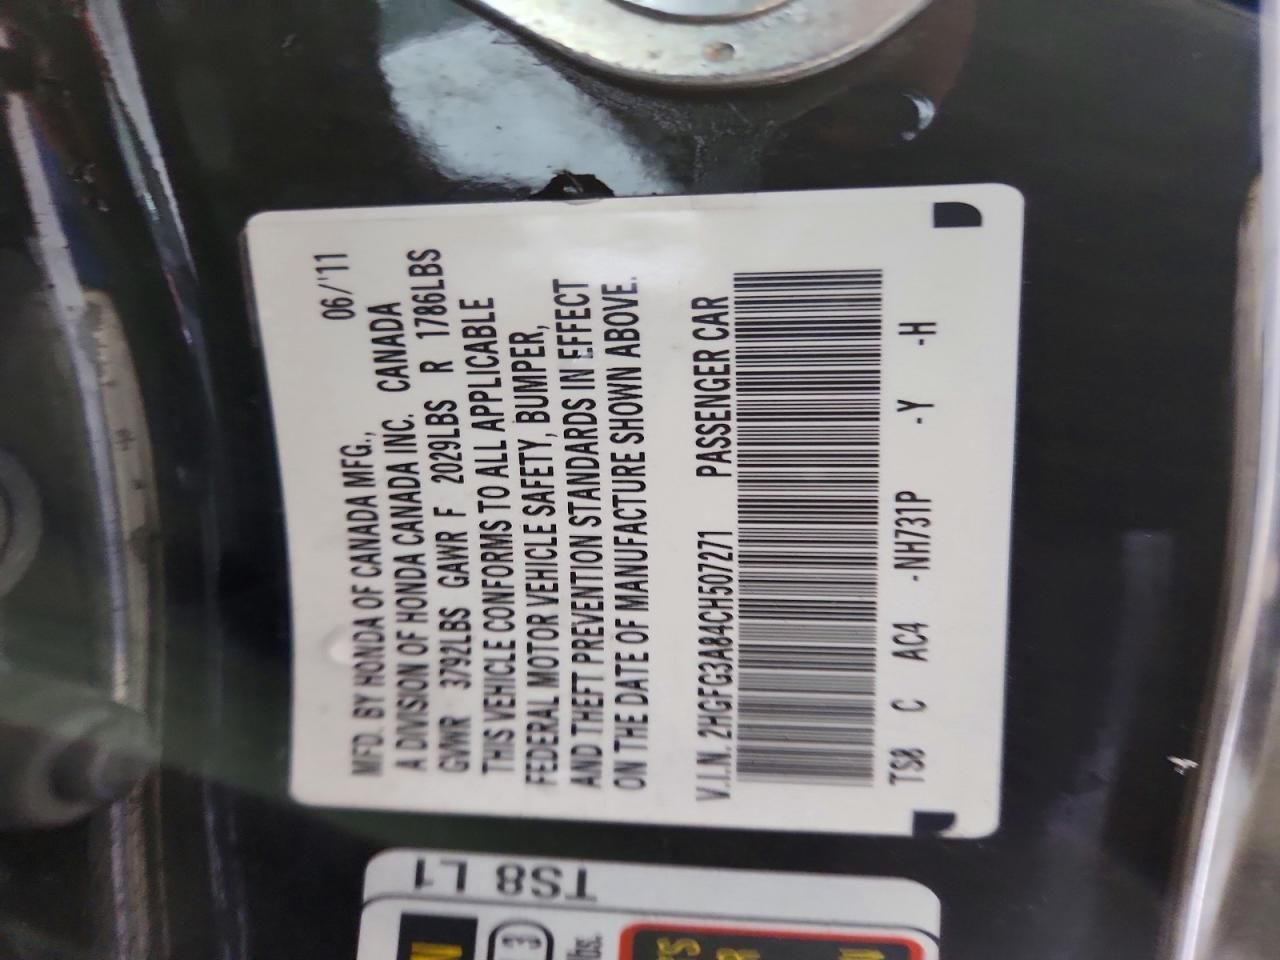 MFD. BY HONDA OF CANADA MFG., 06/'11
A DIVISION OF HONDA CANADA INC. CANADA
GVWR 3792LBS GAWR F 2029LBS R 1786LBS
THIS VEHICLE CONFORMS TO ALL APPLICABLE
FEDERAL MOTOR VEHICLE SAFETY, BUMPER,
AND THEFT PREVENTION STANDARDS IN EFFECT
ON THE DATE OF MANUFACTURE SHOWN ABOVE.
V.I.N. 2HGFG3A84CH507271 PASSENGER CAR
TS8 C AC4 -NH731P -Y -H
TS8 L1
3
lbs.